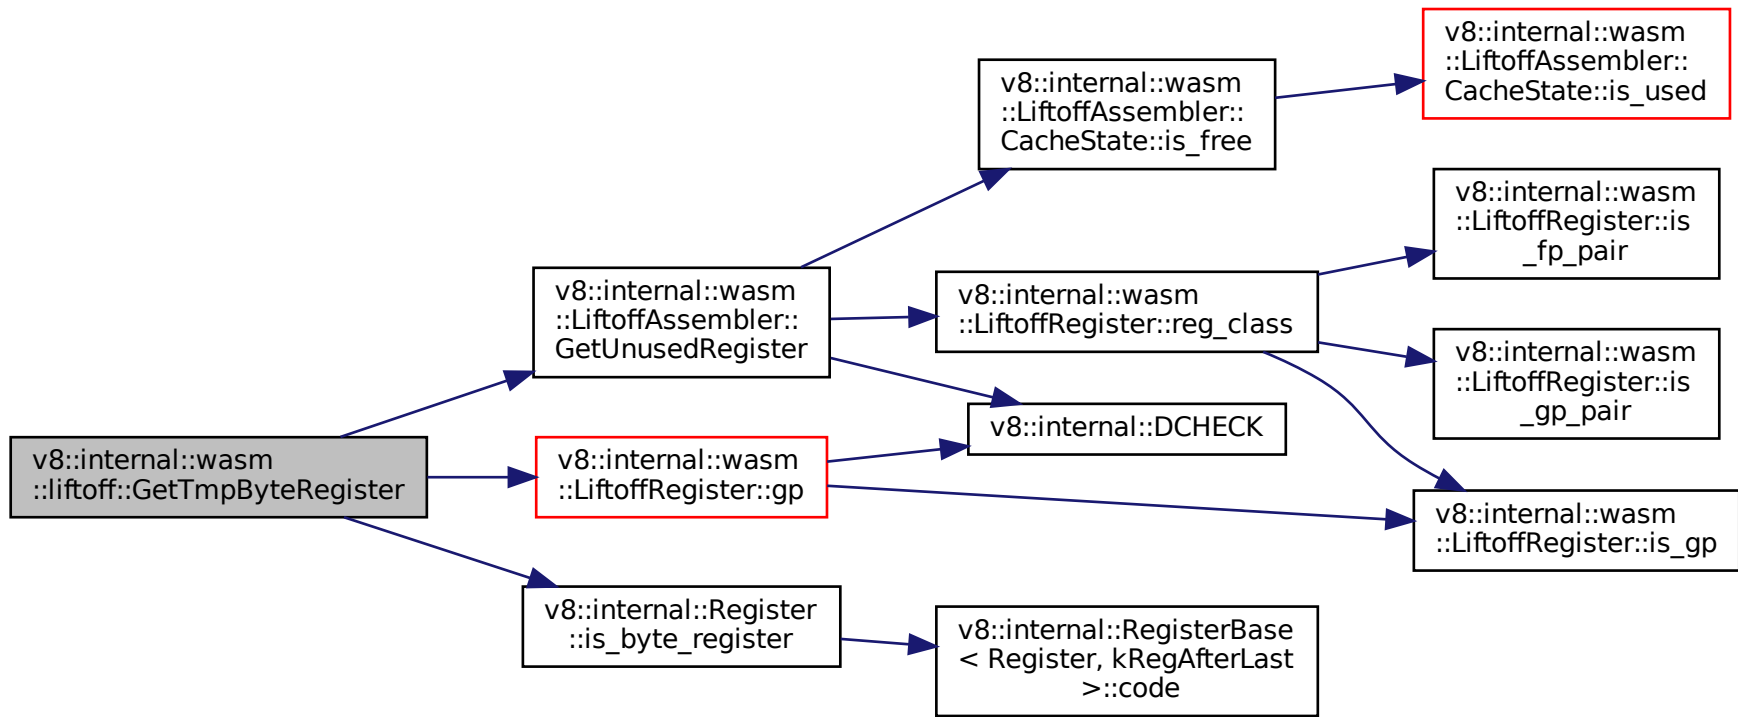 v8::internal::wasm
::liftoff::GetTmpByteRegister
v8::internal::wasm
::LiftoffAssembler::
GetUnusedRegister
v8::internal::wasm
::LiftoffRegister::gp
v8::internal::Register
::is_byte_register
v8::internal::wasm
::LiftoffAssembler::
CacheState::is_free
v8::internal::wasm
::LiftoffRegister::reg_class
v8::internal::DCHECK
v8::internal::RegisterBase
< Register, kRegAfterLast
>::code
v8::internal::wasm
::LiftoffAssembler::
CacheState::is_used
v8::internal::wasm
::LiftoffRegister::is
_fp_pair
v8::internal::wasm
::LiftoffRegister::is
_gp_pair
v8::internal::wasm
::LiftoffRegister::is_gp